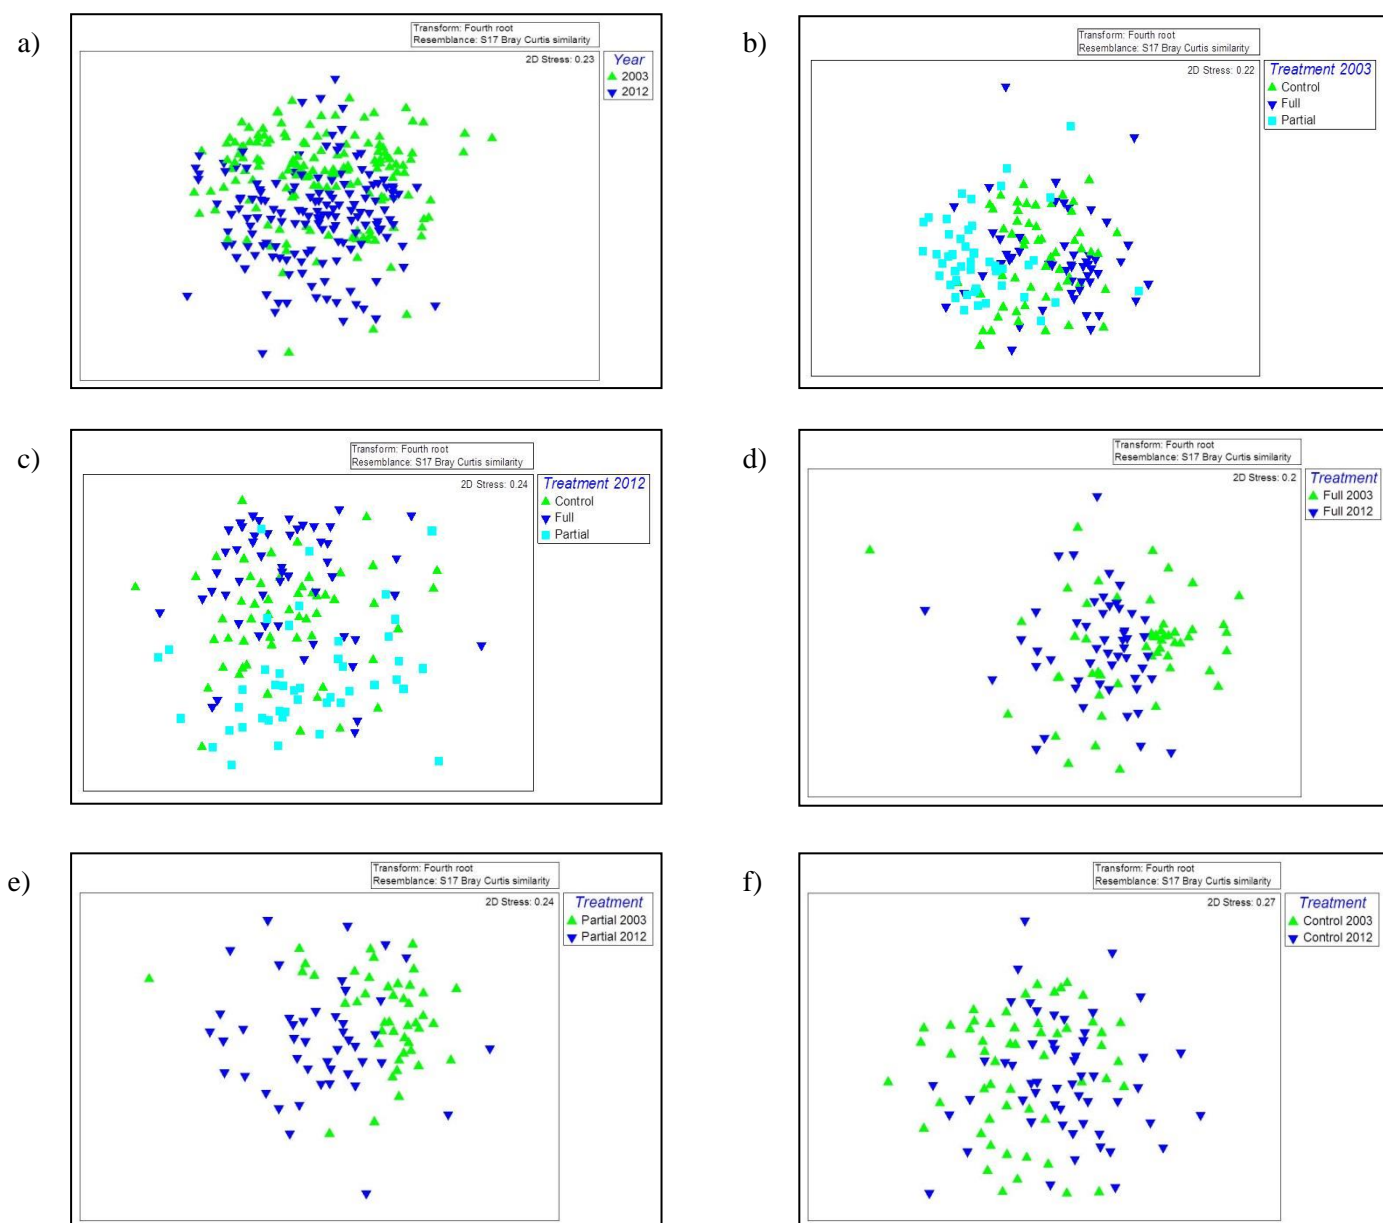 a)
Transform: Fourth root
Resemblance: S17 Bray Curtis similarity
2D Stress: 0.23
Year
2003
2012
b)
Transform: Fourth root
Resemblance: S17 Bray Curtis similarity
2D Stress: 0.22
Treatment 2003
Control
Full
Partial
c)
Transform: Fourth root
Resemblance: S17 Bray Curtis similarity
2D Stress: 0.24
Treatment 2012
Control
Full
Partial
d)
Transform: Fourth root
Resemblance: S17 Bray Curtis similarity
2D Stress: 0.2
Treatment
Full 2003
Full 2012
e)
Transform: Fourth root
Resemblance: S17 Bray Curtis similarity
2D Stress: 0.24
Treatment
Partial 2003
Partial 2012
f)
Transform: Fourth root
Resemblance: S17 Bray Curtis similarity
2D Stress: 0.27
Treatment
Control 2003
Control 2012